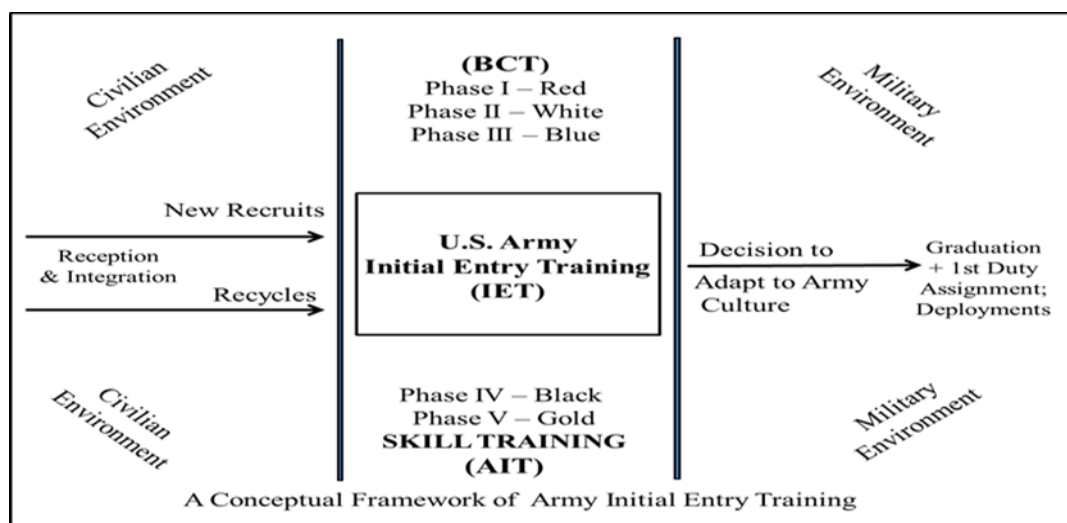 Civilian
Environment
New Recruits
Reception
& Integration
Recycles
Civilian
Environment
(BCT)
Phase I – Red
Phase II – White
Phase III – Blue
U.S. Army
Initial Entry Training
(IET)
Phase IV – Black
Phase V – Gold
SKILL TRAINING
(AIT)
Military
Environment
Decision to
Adapt to Army
Culture
Graduation
+ 1st Duty
Assignment;
Deployments
Military
Environment
A Conceptual Framework of Army Initial Entry Training